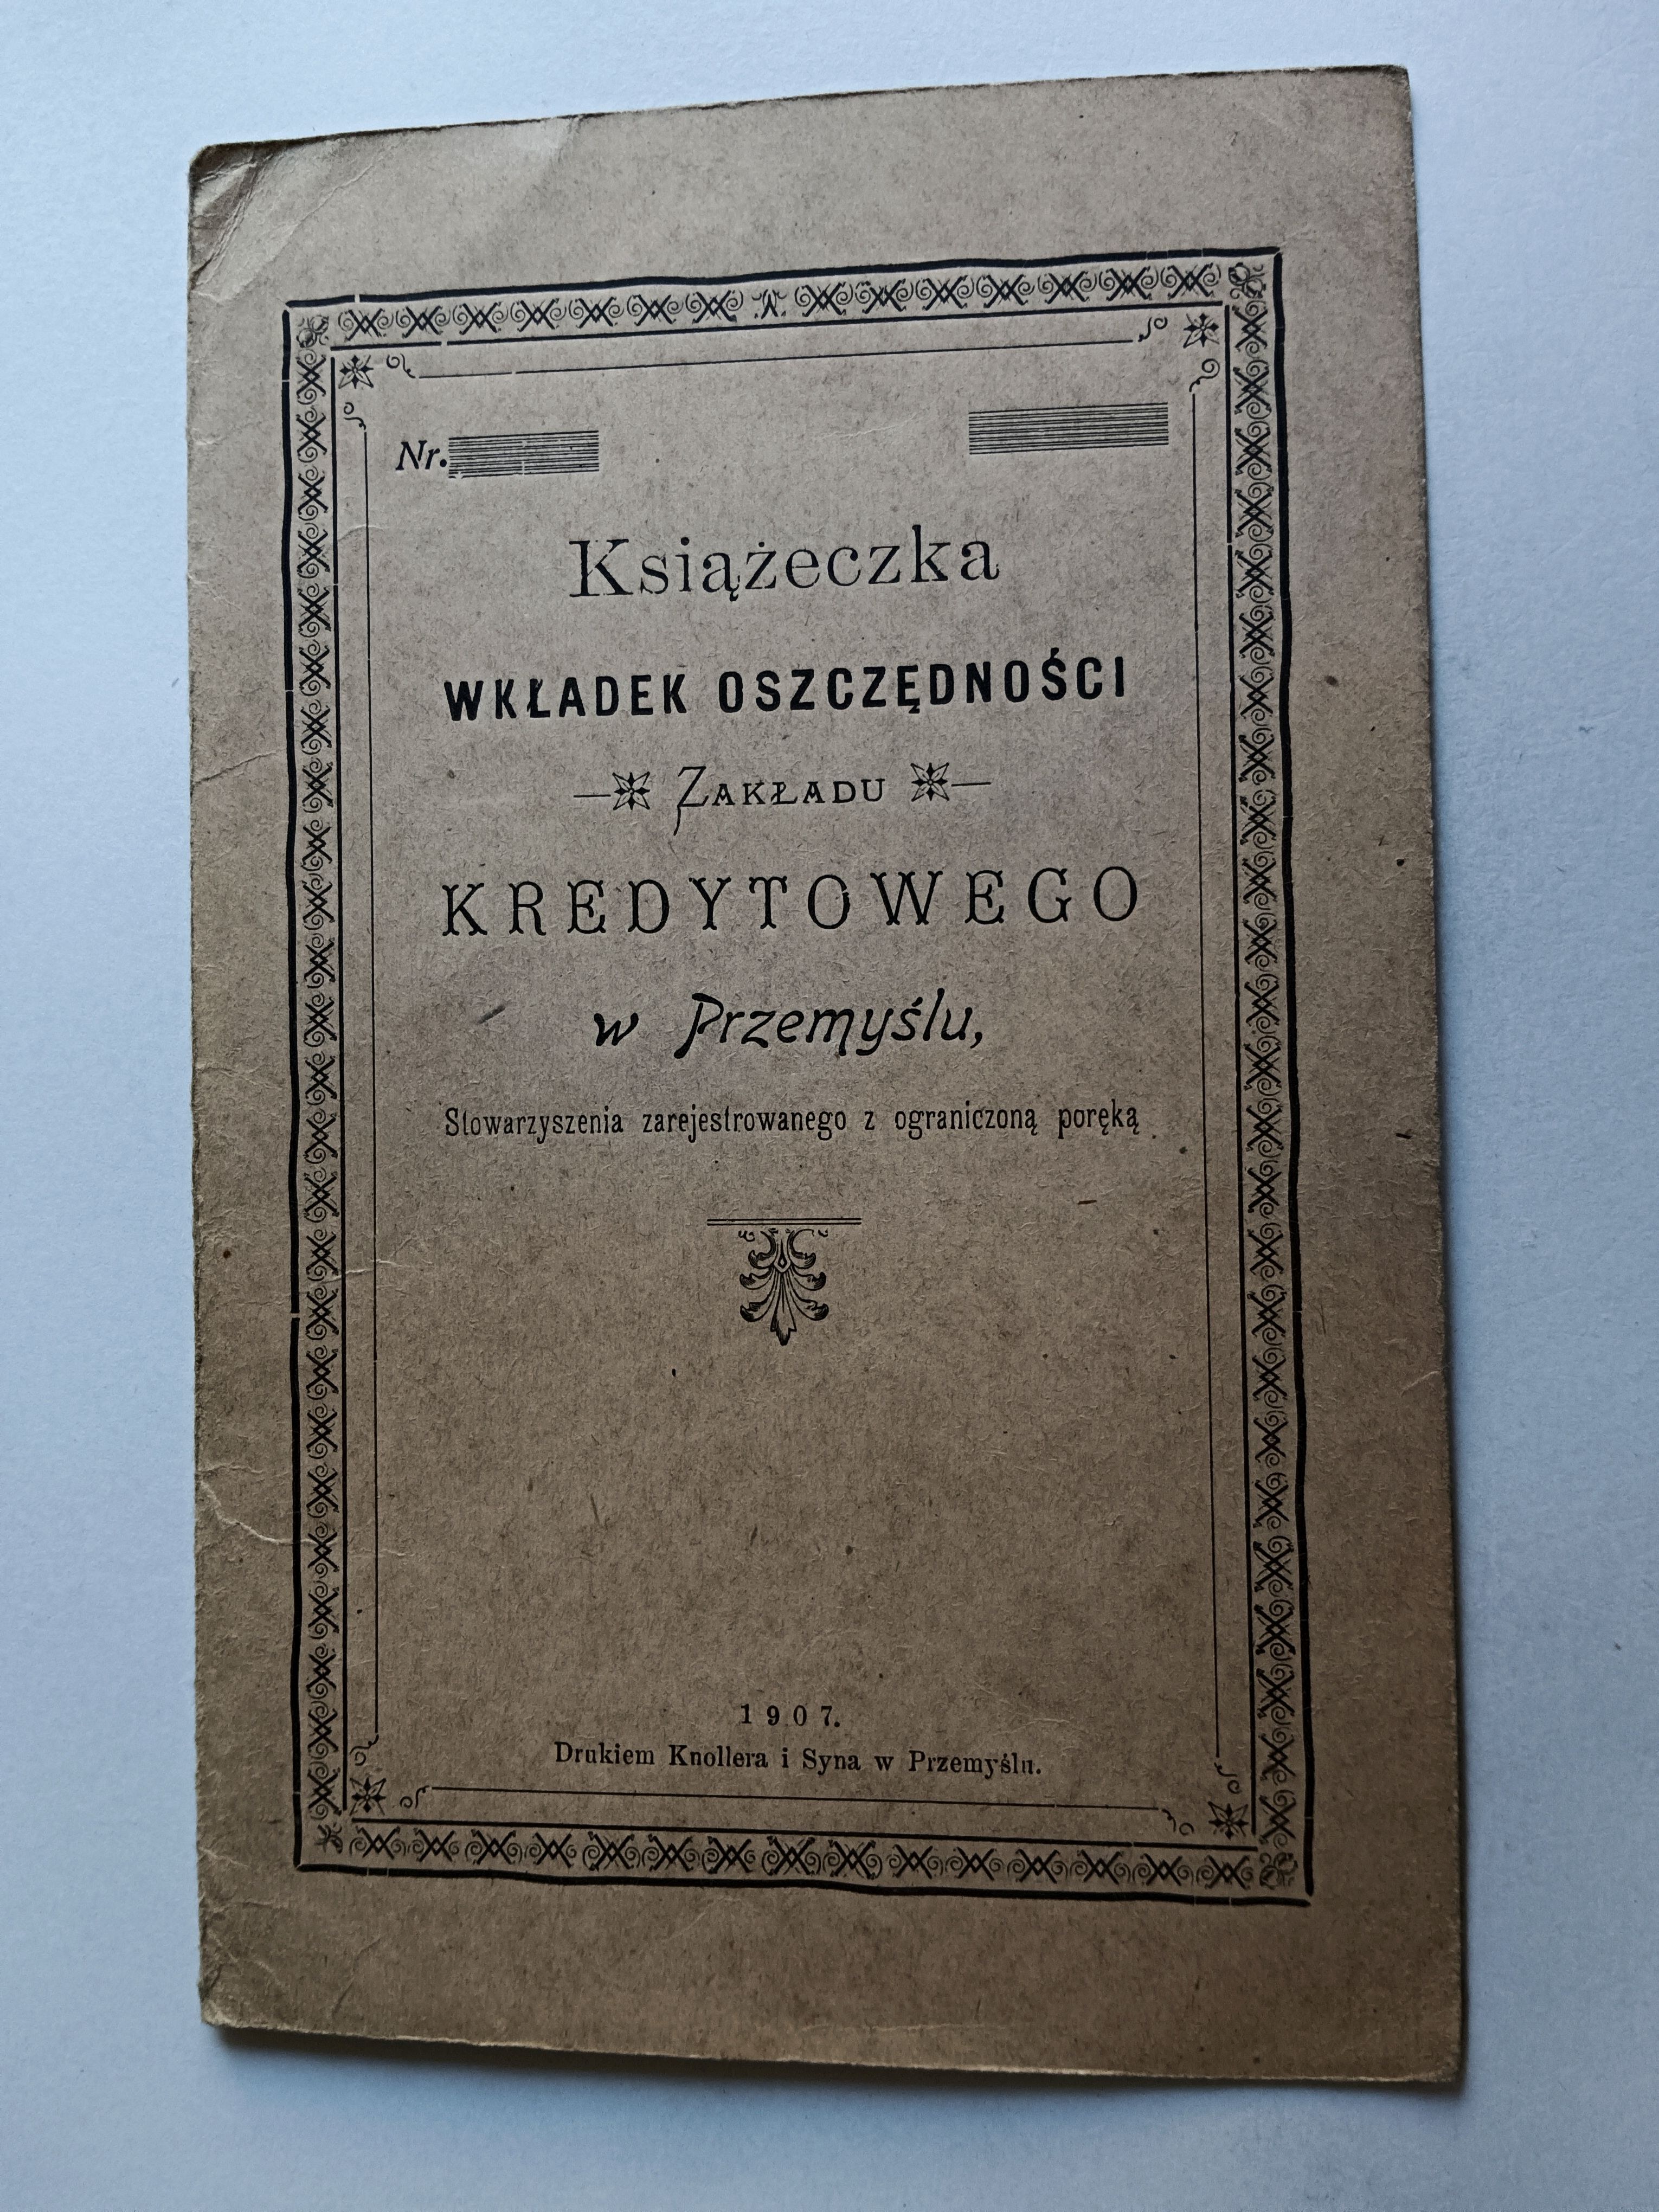 Nr.
Książeczka
WKŁADEK OSZCZĘDNOŚCI
ZAKŁADU
KREDYTOWEGO
w Przemyślu,
Stowarzyszenia zarejestrowanego z ograniczoną poręką
1907.
Drukiem Knollera i Syna w Przemyślu.